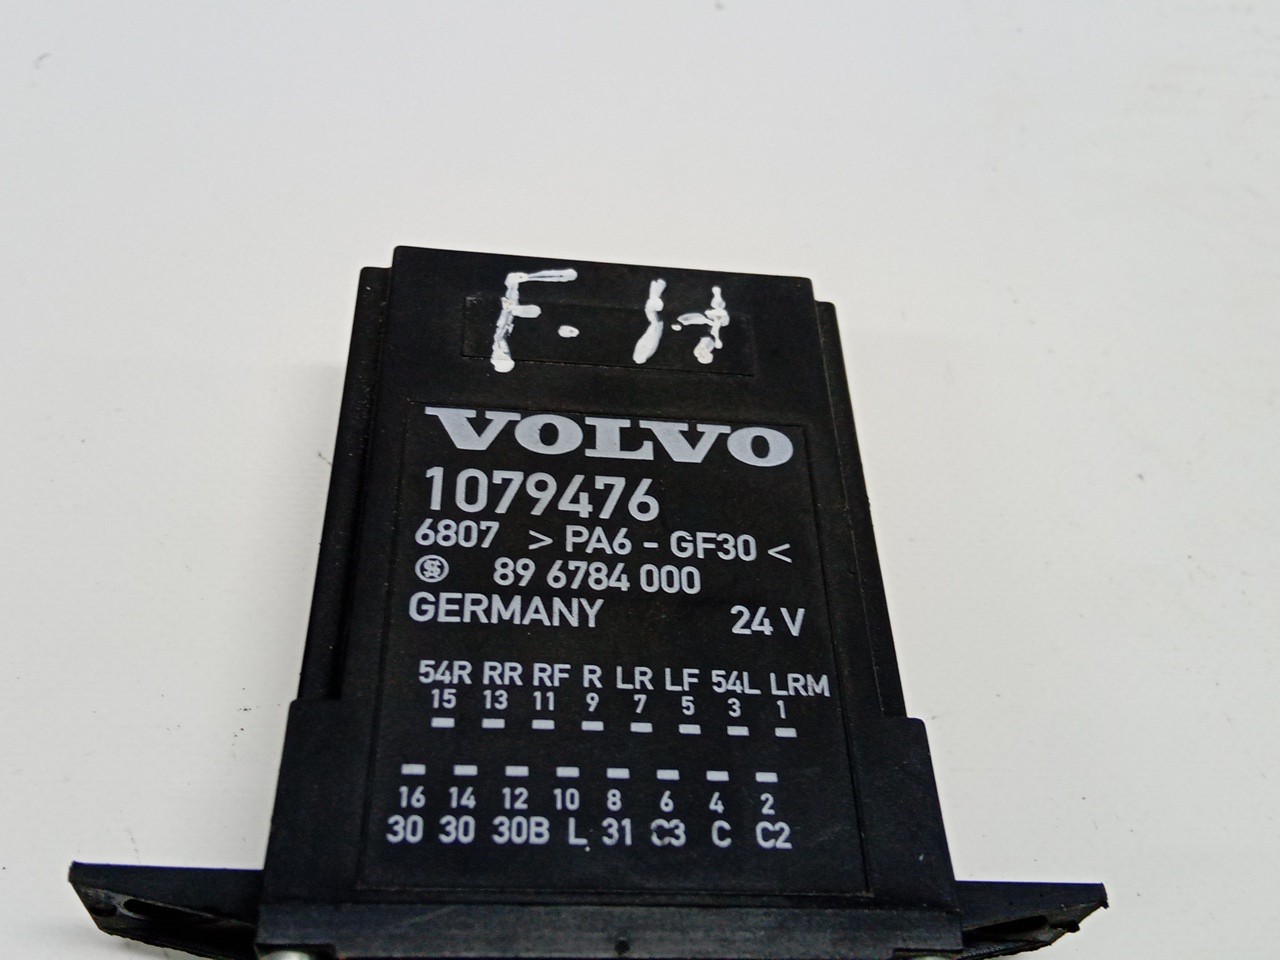 F. H
VOLVO
1079476
6807 > PA6 - GF30 <
89 6784 000
GERMANY 24 V
54R RR RF R LR LF 54L LRM
15 13 11 9 7 5 3 1
16 14 12 10 8 6 4 2
30 30 30B L 31 C3 C C2